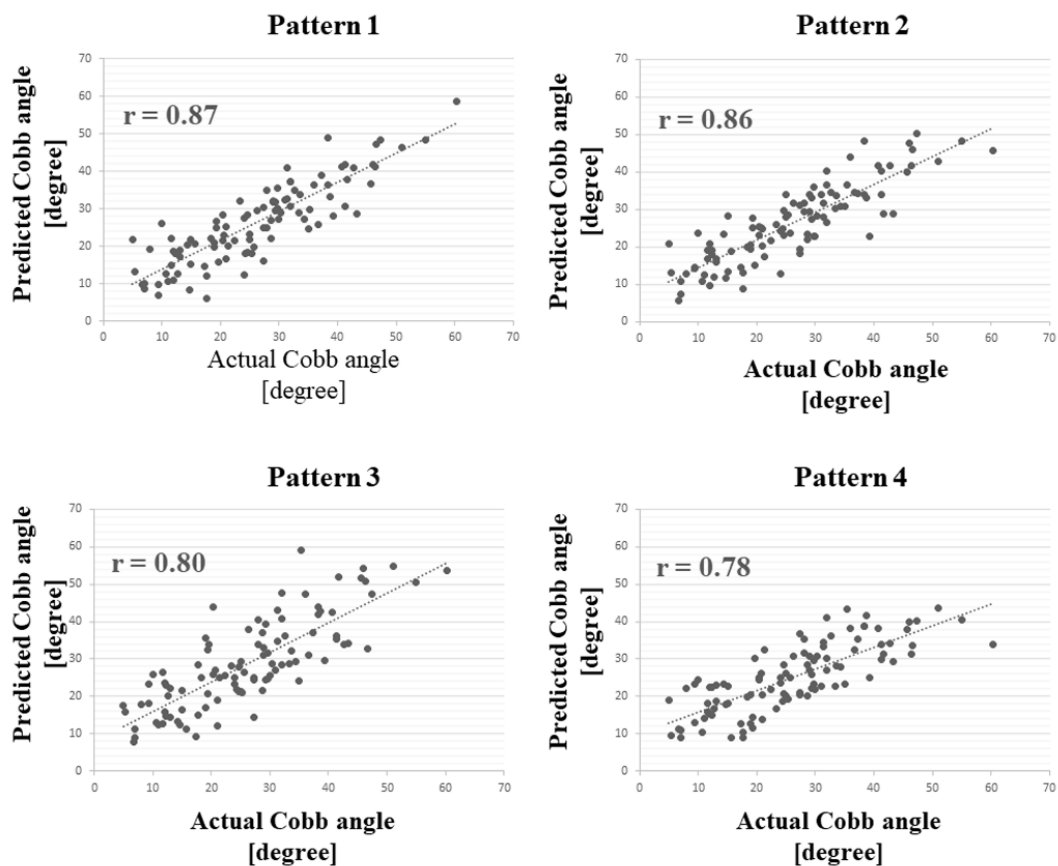 Pattern 1
Predicted Cobb angle
[degree]
70
60
50
40
30
20
10
0
r = 0.87
0 10 20 30 40 50 60 70
Actual Cobb angle
[degree]
Pattern 2
Predicted Cobb angle
[degree]
70
60
50
40
30
20
10
0
r = 0.86
0 10 20 30 40 50 60 70
Actual Cobb angle
[degree]
Pattern 3
Predicted Cobb angle
[degree]
70
60
50
40
30
20
10
0
r = 0.80
0 10 20 30 40 50 60 70
Actual Cobb angle
[degree]
Pattern 4
Predicted Cobb angle
[degree]
70
60
50
40
30
20
10
0
r = 0.78
0 10 20 30 40 50 60 70
Actual Cobb angle
[degree]